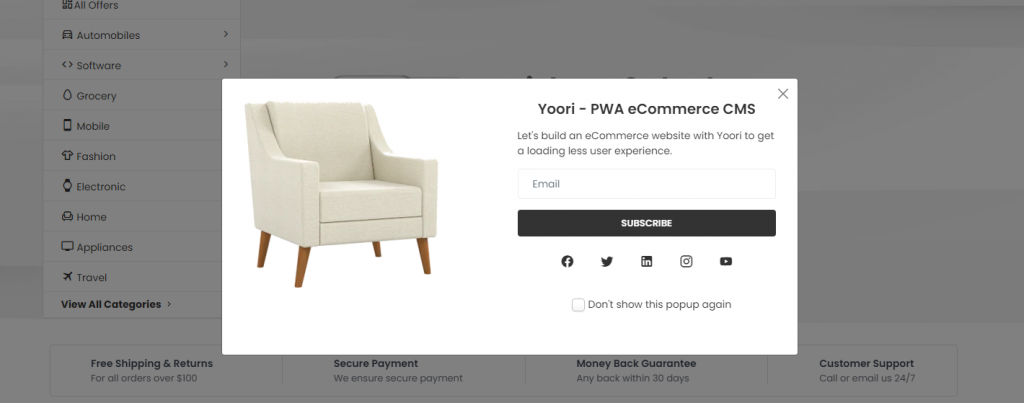 All Offers
Automobiles
Software
Grocery
Mobile
Fashion
Electronic
Home
Appliances
Travel
View All Categories
Yoori - PWA eCommerce CMS
Let's build an eCommerce website with Yoori to get
a loading less user experience.
Email
SUBSCRIBE
Don't show this popup again
Free Shipping & Returns
For all orders over $100
Secure Payment
We ensure secure payment
Money Back Guarantee
Any back within 30 days
Customer Support
Call or email us 24/7